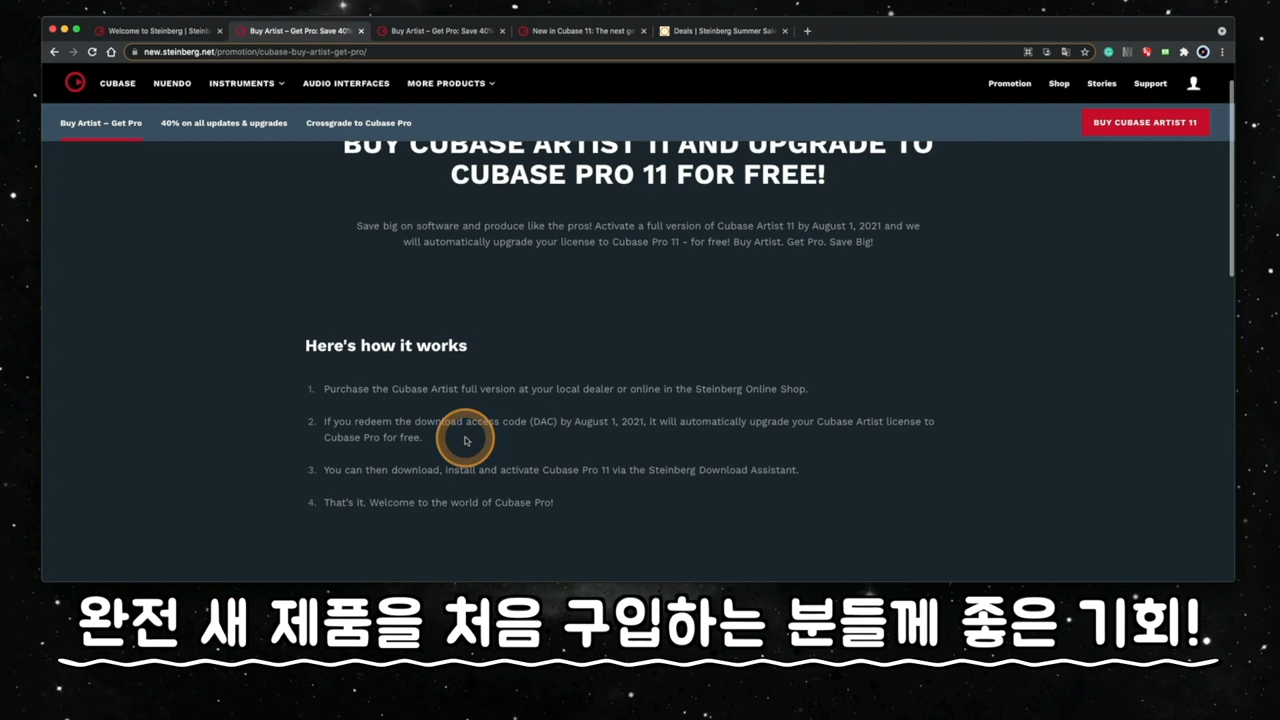 Welcome to Steinberg | Steinb
Buy Artist – Get Pro: Save 40%
Buy Artist – Get Pro: Save 40%
New in Cubase 11: The next ge
Deals | Steinberg Summer Sale
new.steinberg.net/promotion/cubase-buy-artist-get-pro/
CUBASE NUENDO INSTRUMENTS AUDIO INTERFACES MORE PRODUCTS Promotion Shop Stories Support
Buy Artist – Get Pro 40% on all updates & upgrades Crossgrade to Cubase Pro BUY CUBASE ARTIST 11
BUY CUBASE ARTIST 11 AND UPGRADE TO
CUBASE PRO 11 FOR FREE!
Save big on software and produce like the pros! Activate a full version of Cubase Artist 11 by August 1, 2021 and we
will automatically upgrade your license to Cubase Pro 11 - for free! Buy Artist. Get Pro. Save Big!
Here's how it works
1. Purchase the Cubase Artist full version at your local dealer or online in the Steinberg Online Shop.
2. If you redeem the download access code (DAC) by August 1, 2021, it will automatically upgrade your Cubase Artist license to
Cubase Pro for free.
3. You can then download, install and activate Cubase Pro 11 via the Steinberg Download Assistant.
4. That's it. Welcome to the world of Cubase Pro!
완전 새 제품을 처음 구입하는 분들께 좋은 기회!